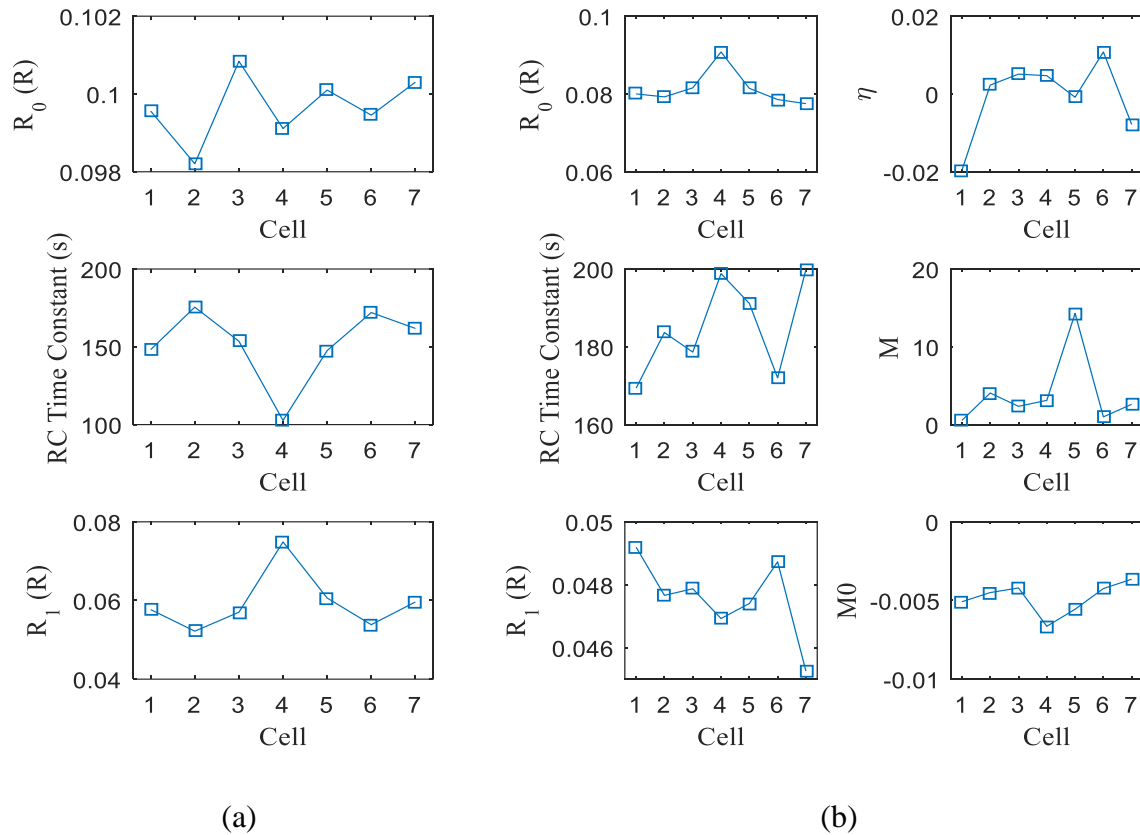 0.102
0.1
0.098
R0 (R)
1 2 3 4 5 6 7
Cell
200
150
100
RC Time Constant (s)
1 2 3 4 5 6 7
Cell
0.08
0.06
0.04
R1 (R)
1 2 3 4 5 6 7
Cell
(a)
0.1
0.08
0.06
R0 (R)
1 2 3 4 5 6 7
Cell
0.02
0
-0.02
η
1 2 3 4 5 6 7
Cell
200
180
160
RC Time Constant (s)
1 2 3 4 5 6 7
Cell
20
10
0
M
1 2 3 4 5 6 7
Cell
0.05
0.048
0.046
R1 (R)
1 2 3 4 5 6 7
Cell
0
-0.005
-0.01
M0
1 2 3 4 5 6 7
Cell
(b)